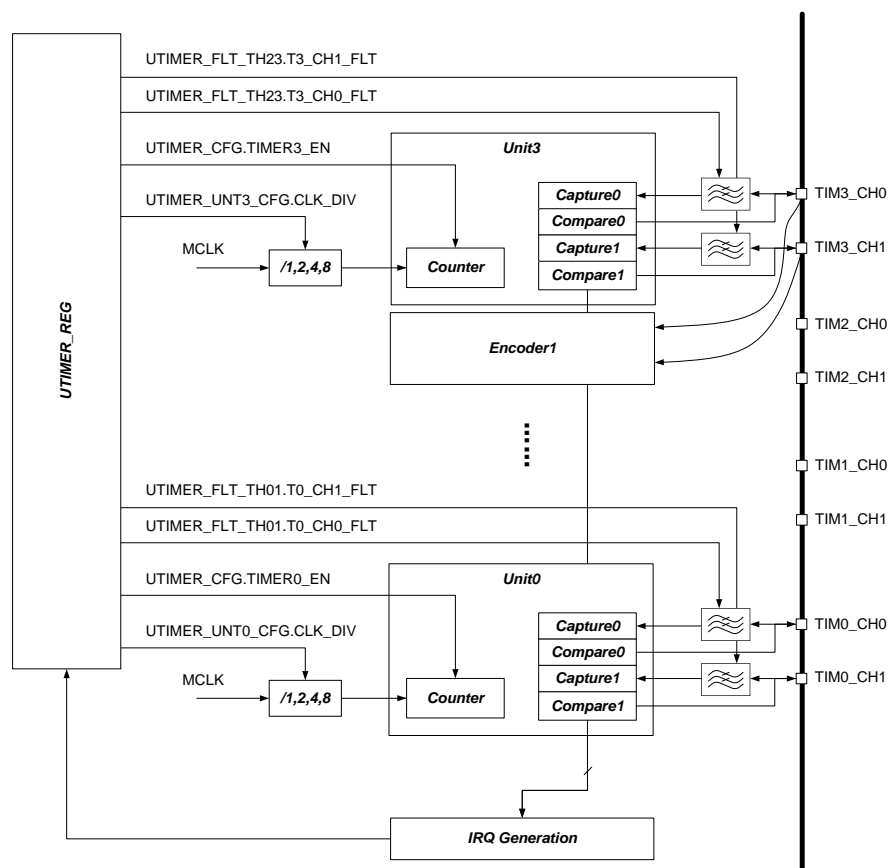 UTIMER_REG
UTIMER_FLT_TH23.T3_CH1_FLT
UTIMER_FLT_TH23.T3_CH0_FLT
UTIMER_CFG.TIMER3_EN
UTIMER_UNT3_CFG.CLK_DIV
MCLK
/1,2,4,8
Unit3
Counter
Capture0
Compare0
Capture1
Compare1
Encoder1
TIM3_CH0
TIM3_CH1
TIM2_CH0
TIM2_CH1
TIM1_CH0
TIM1_CH1
UTIMER_FLT_TH01.T0_CH1_FLT
UTIMER_FLT_TH01.T0_CH0_FLT
UTIMER_CFG.TIMER0_EN
UTIMER_UNT0_CFG.CLK_DIV
MCLK
/1,2,4,8
Unit0
Counter
Capture0
Compare0
Capture1
Compare1
TIM0_CH0
TIM0_CH1
IRQ Generation